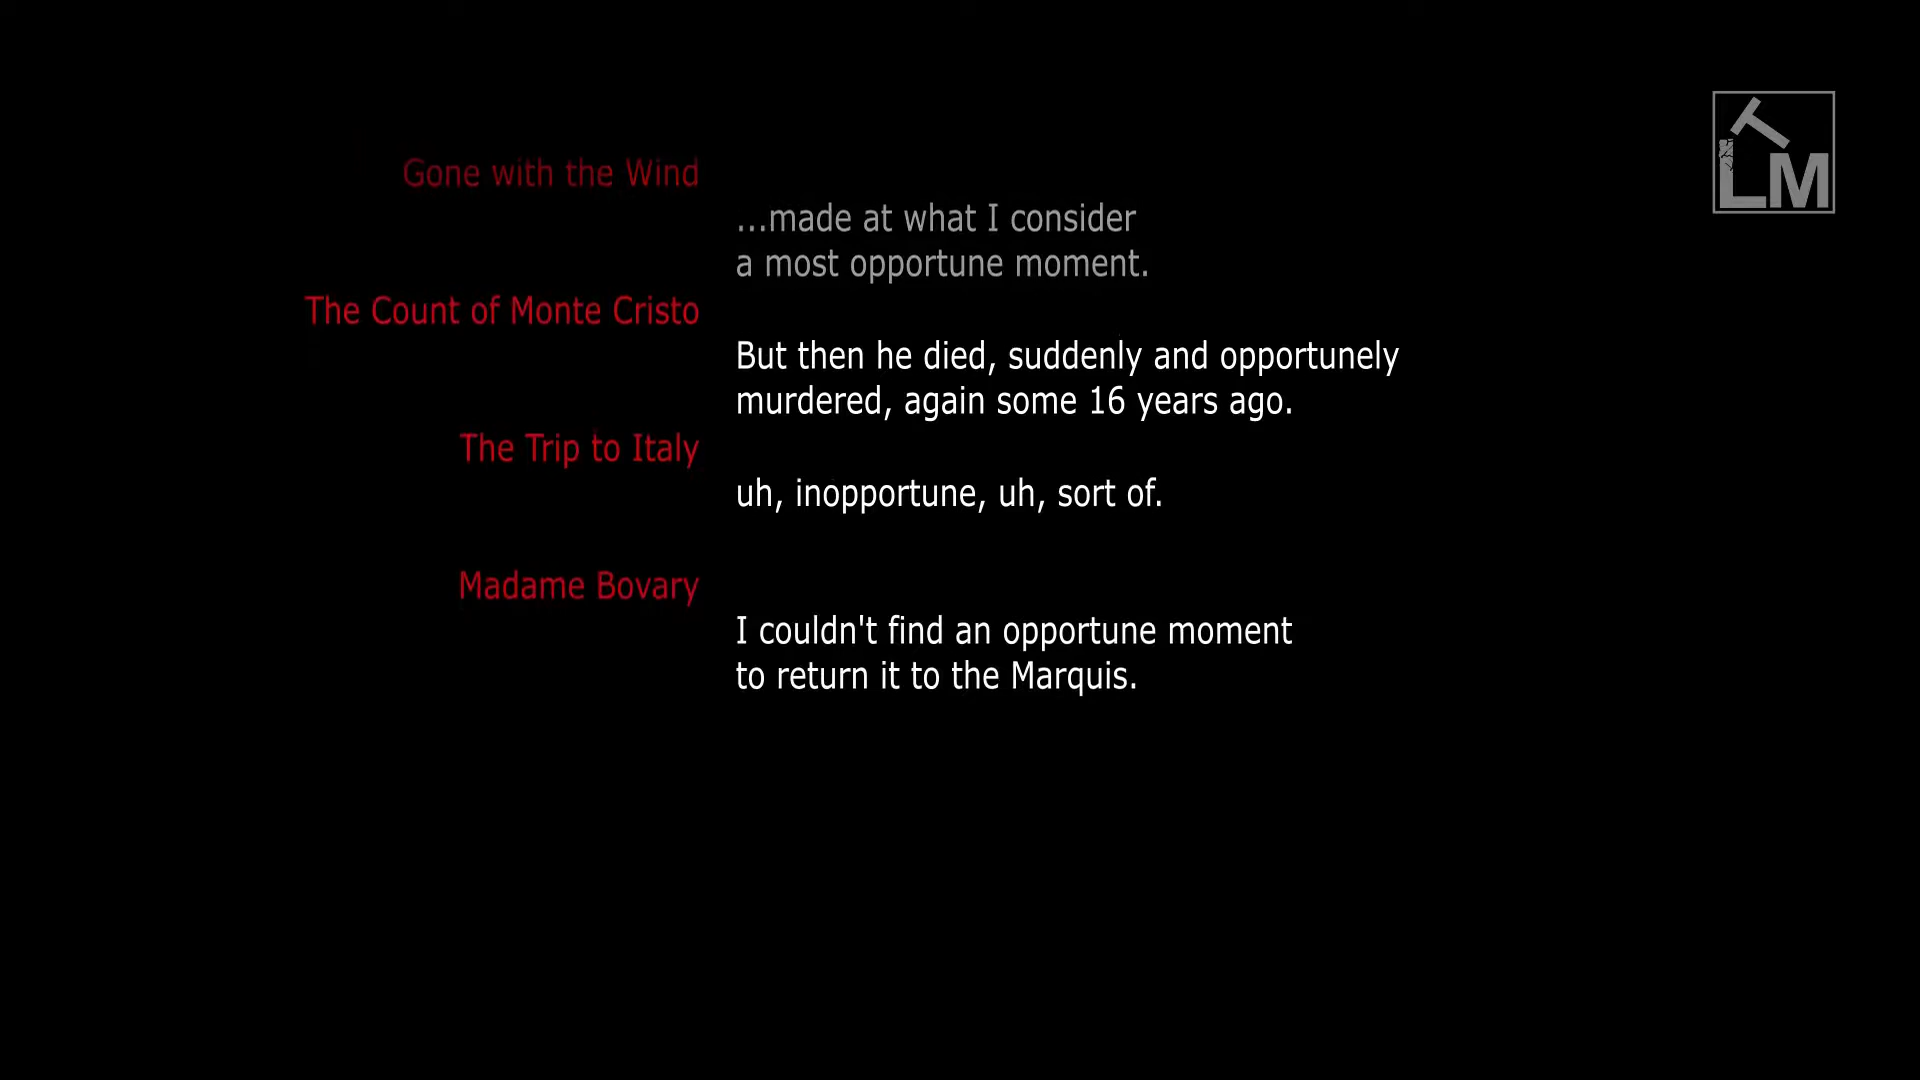 Gone with the Wind
...made at what I consider
a most opportune moment.
The Count of Monte Cristo
But then he died, suddenly and opportunely
murdered, again some 16 years ago.
The Trip to Italy
uh, inopportune, uh, sort of.
Madame Bovary
I couldn't find an opportune moment
to return it to the Marquis.
TLM